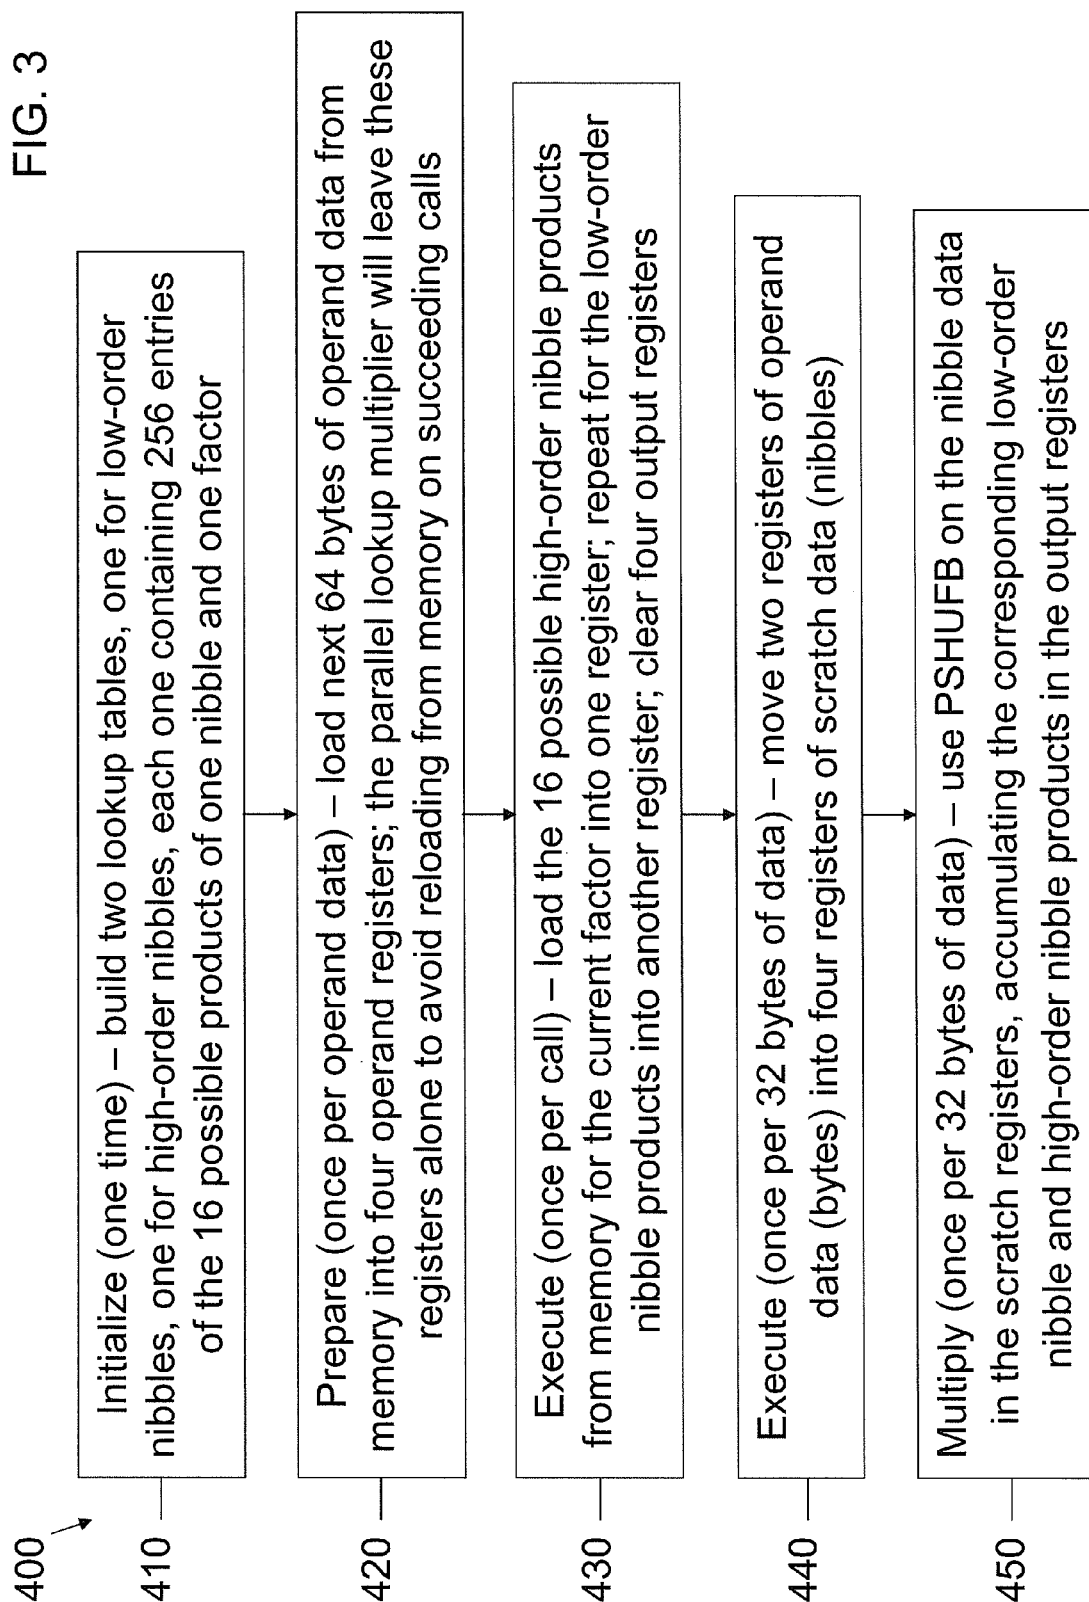 FIG. 3
400
410
Initialize (one time) – build two lookup tables, one for low-order
nibbles, one for high-order nibbles, each one containing 256 entries
of the 16 possible products of one nibble and one factor
420
Prepare (once per operand data) – load next 64 bytes of operand data from
memory into four operand registers; the parallel lookup multiplier will leave these
registers alone to avoid reloading from memory on succeeding calls
430
Execute (once per call) – load the 16 possible high-order nibble products
from memory for the current factor into one register; repeat for the low-order
nibble products into another register; clear four output registers
440
Execute (once per 32 bytes of data) – move two registers of operand
data (bytes) into four registers of scratch data (nibbles)
450
Multiply (once per 32 bytes of data) – use PSHUFB on the nibble data
in the scratch registers, accumulating the corresponding low-order
nibble and high-order nibble products in the output registers